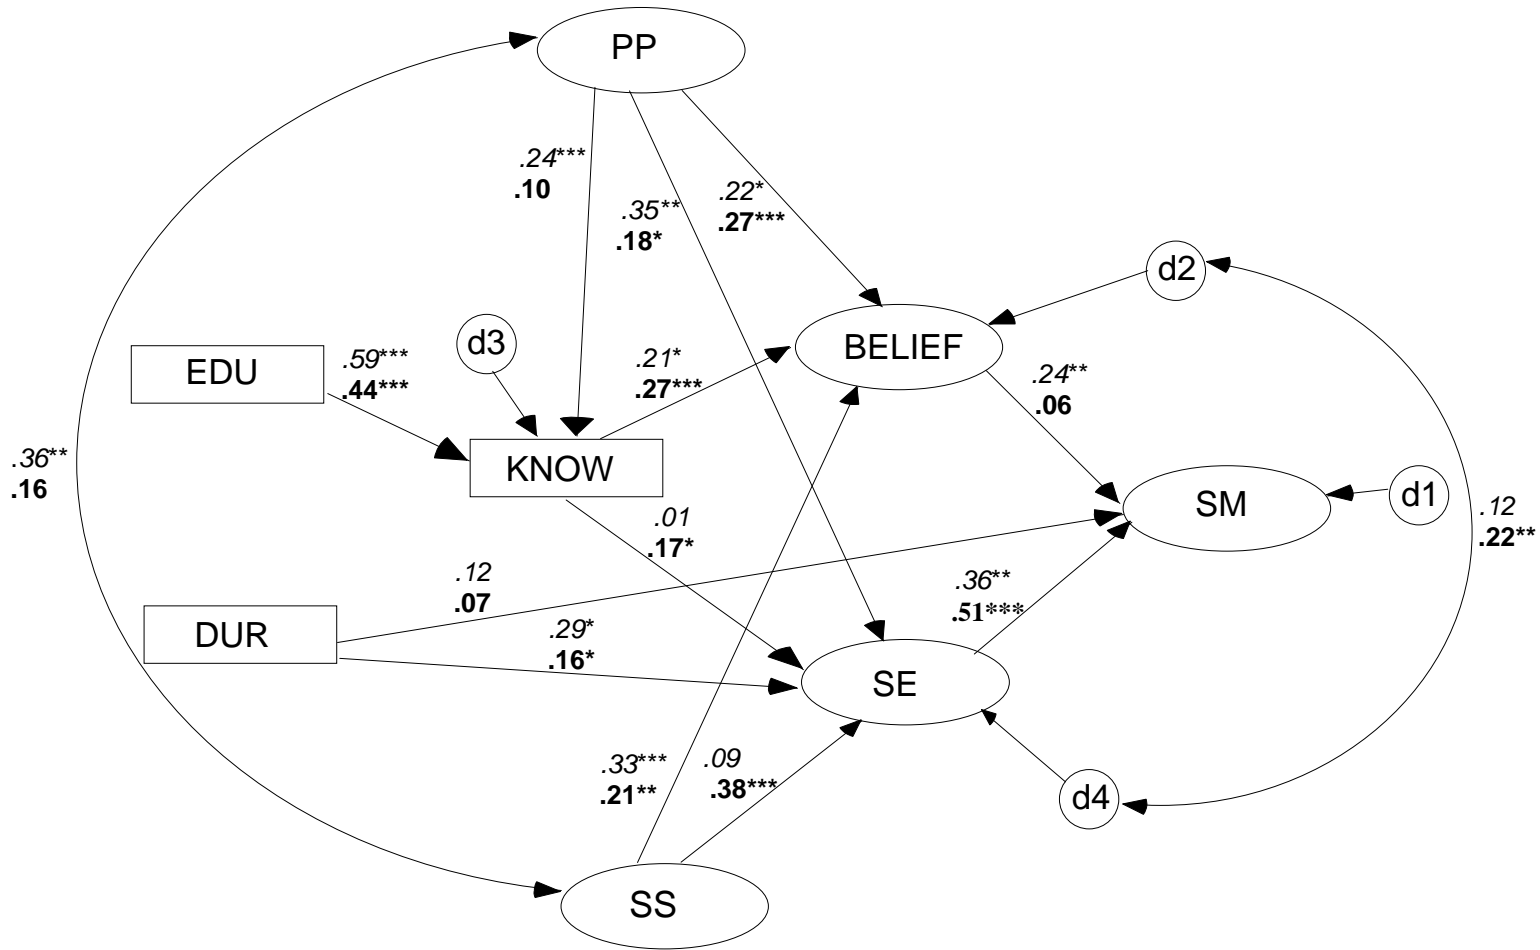 PP
.24***
.10
.35**
.18*
.22*
.27***
d2
d3
BELIEF
EDU
.59***
.44***
.21*
.27***
.24**
.06
KNOW
.36**
.16
SM
d1
.12
.22**
.01
.17*
.12
.07
.36**
.51***
DUR
.29*
.16*
SE
.33***
.21**
.09
.38***
d4
SS